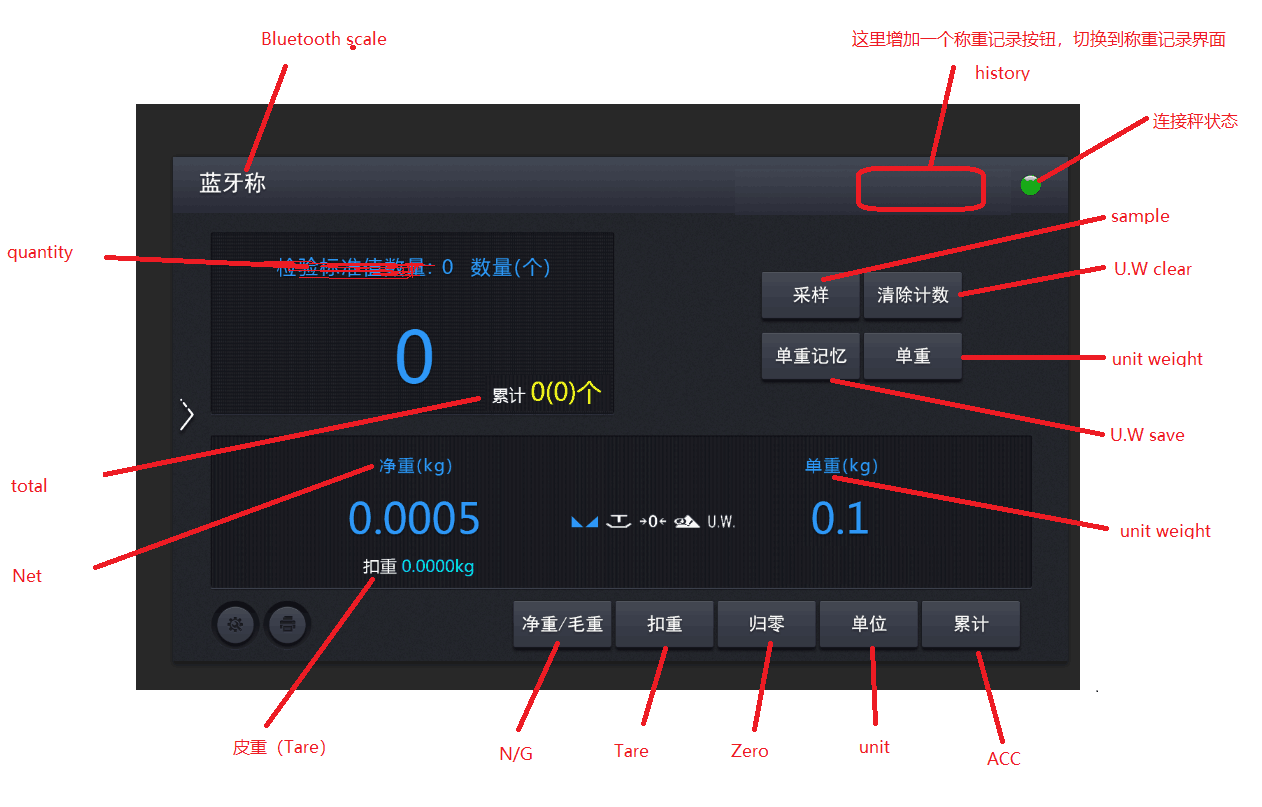 Bluetooth scale
这里增加一个称重记录按钮，切换到称重记录界面
history
连接秤状态
蓝牙称
sample
quantity
检验标准值数量: 0 数量(个)
U.W clear
采样
清除计数
0
单重记忆
单重
unit weight
累计 0(0)个
U.W save
净重(kg)
单重(kg)
total
0.0005
→0←
U.W.
0.1
unit weight
扣重 0.0000kg
Net
净重/毛重
扣重
归零
单位
累计
皮重（Tare）
N/G
Tare
Zero
unit
ACC